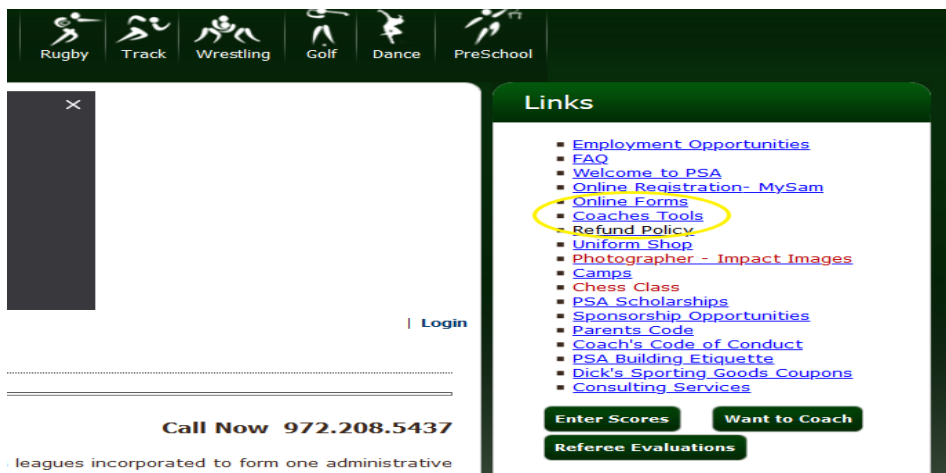 Rugby Track Wrestling Golf Dance PreSchool
Links
Employment Opportunities
FAQ
Welcome to PSA
Online Registration- MySam
Online Forms
Coaches Tools
Refund Policy
Uniform Shop
Photographer - Impact Images
Camps
Chess Class
PSA Scholarships
Sponsorship Opportunities
Parents Code
Coach's Code of Conduct
PSA Building Etiquette
Dick's Sporting Goods Coupons
Consulting Services
Enter Scores Want to Coach
Referee Evaluations
| Login
Call Now 972.208.5437
leagues incorporated to form one administrative